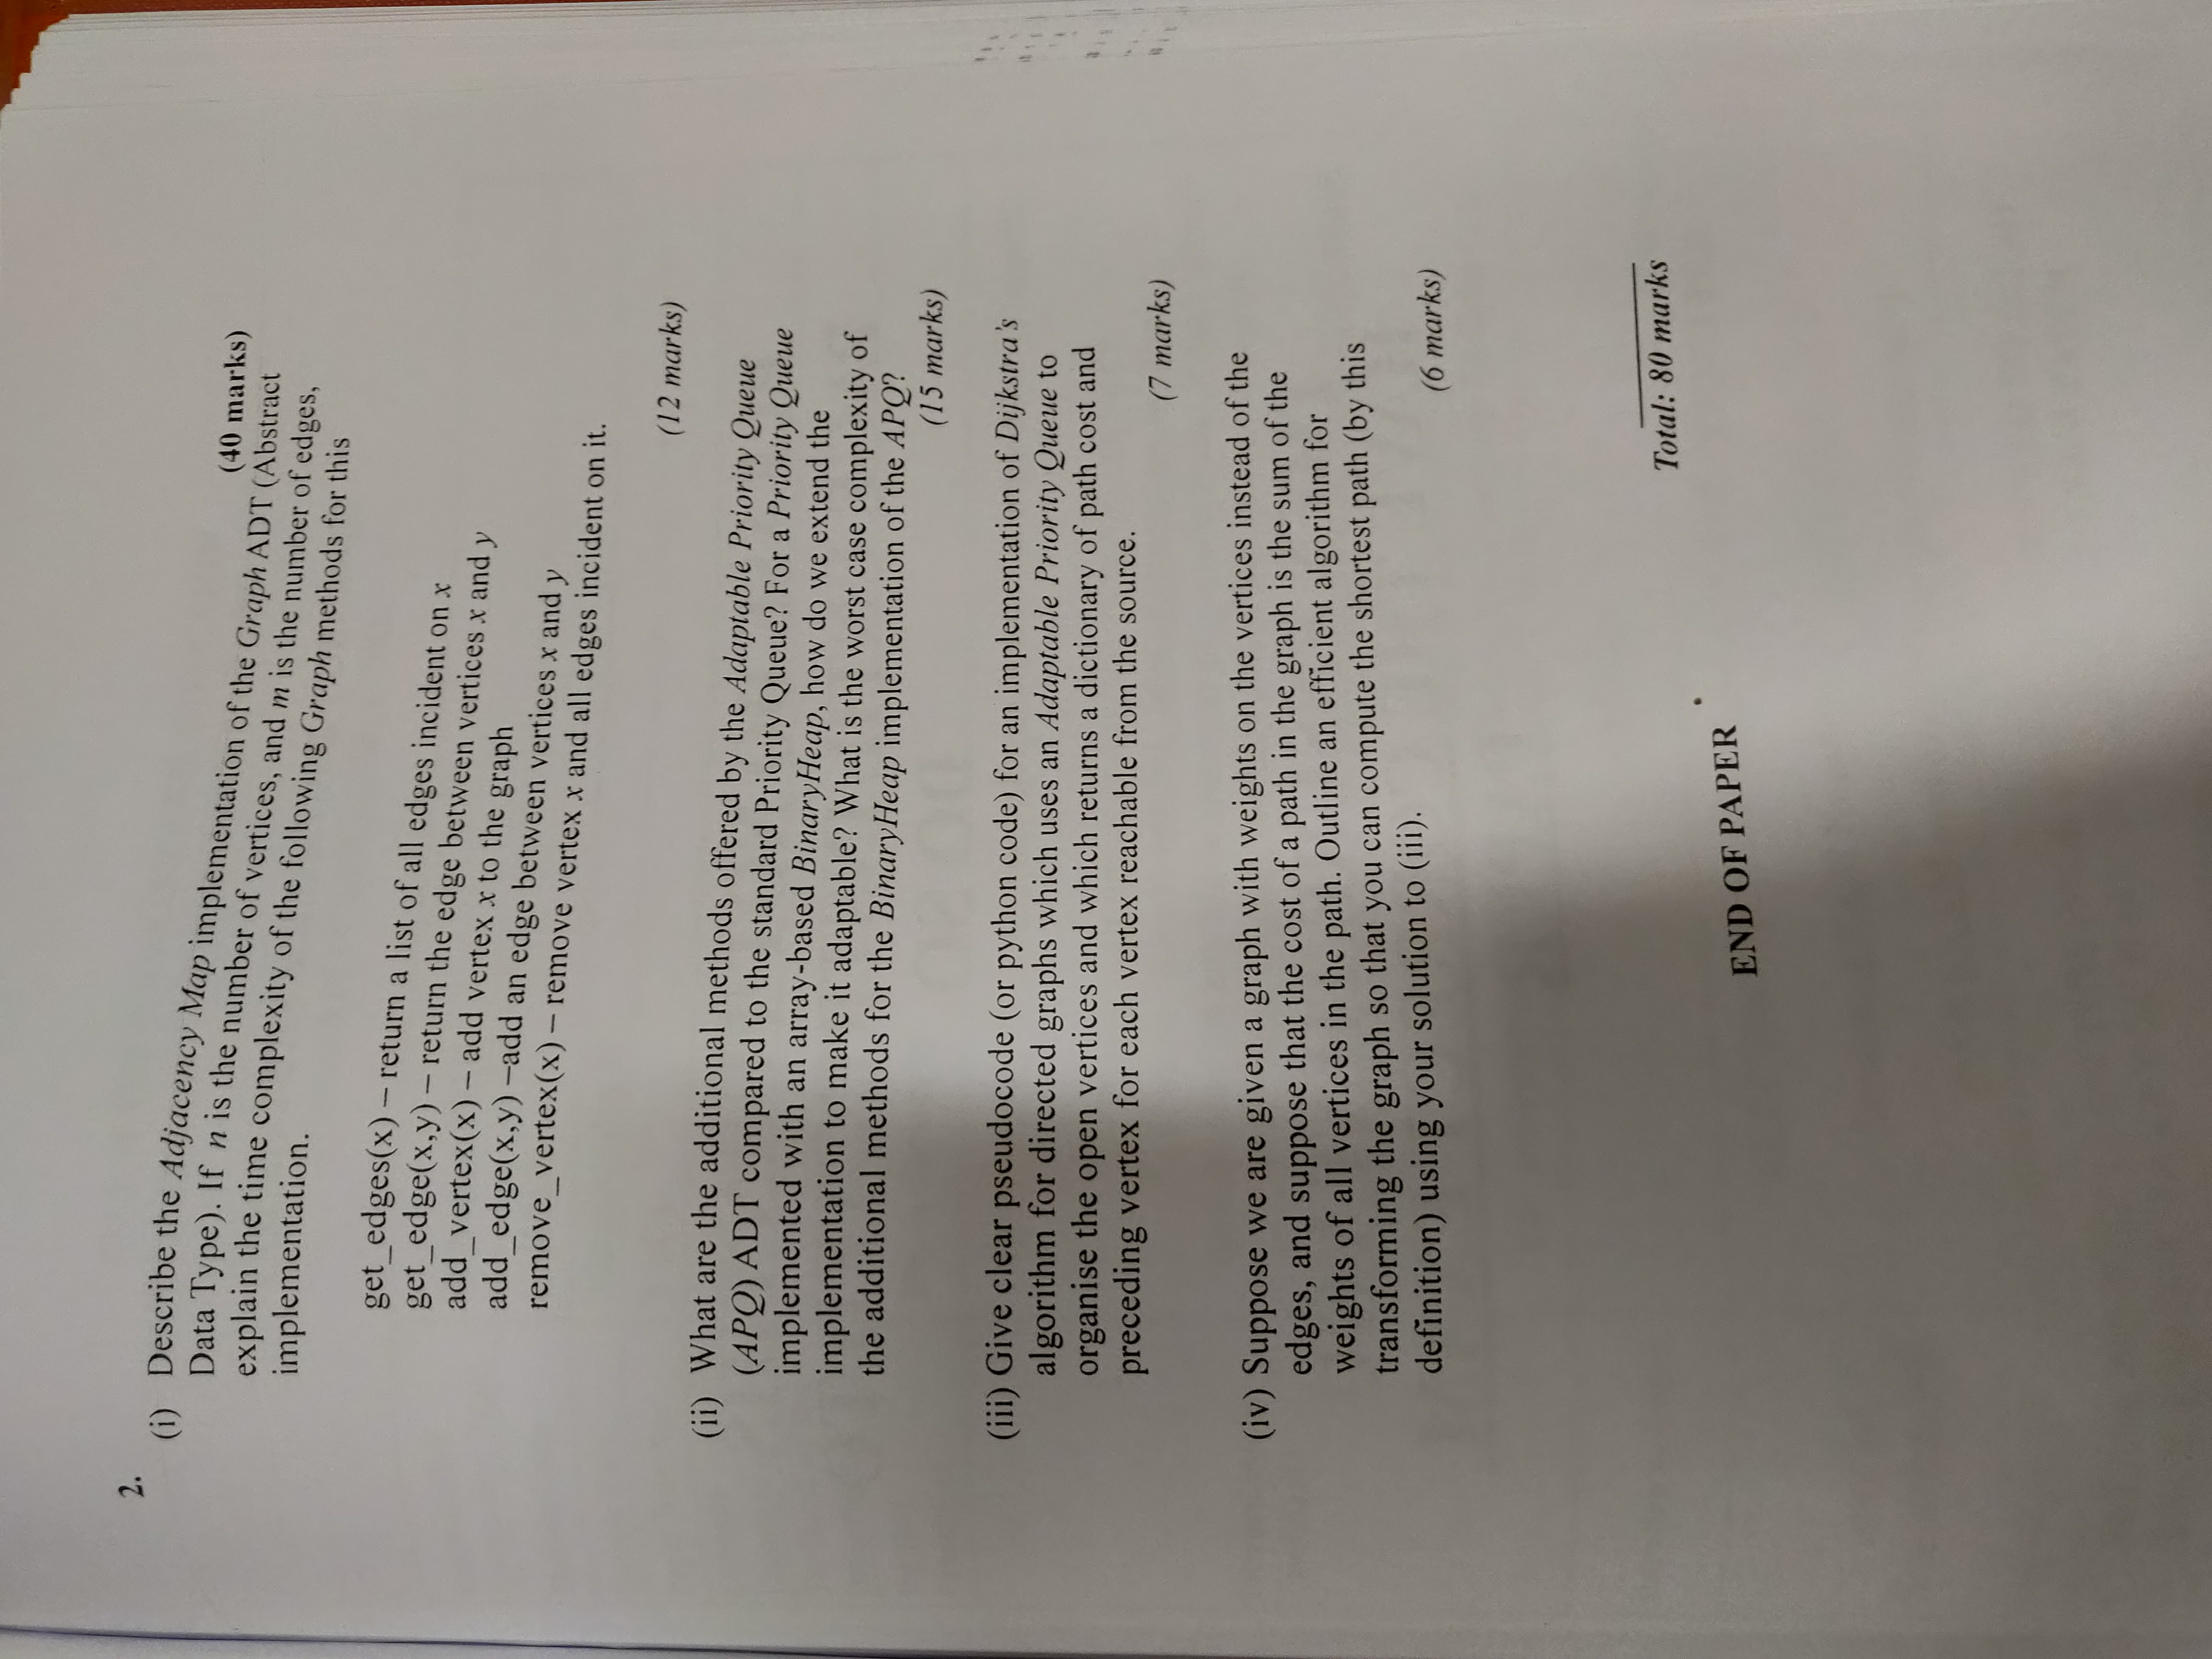 2.
(40 marks)
(i) Describe the Adjacency Map implementation of the Graph ADT (Abstract
Data Type). If n is the number of vertices, and m is the number of edges,
explain the time complexity of the following Graph methods for this
implementation.
get_edges(x) – return a list of all edges incident on x
get_edge(x,y) – return the edge between vertices x and y
add_vertex(x) – add vertex x to the graph
add_edge(x,y) –add an edge between vertices x and y
remove_vertex(x) – remove vertex x and all edges incident on it.
(12 marks)
(ii) What are the additional methods offered by the Adaptable Priority Queue
(APQ) ADT compared to the standard Priority Queue? For a Priority Queue
implemented with an array-based BinaryHeap, how do we extend the
implementation to make it adaptable? What is the worst case complexity of
the additional methods for the BinaryHeap implementation of the APQ?
(15 marks)
(iii) Give clear pseudocode (or python code) for an implementation of Dijkstra's
algorithm for directed graphs which uses an Adaptable Priority Queue to
organise the open vertices and which returns a dictionary of path cost and
preceding vertex for each vertex reachable from the source.
(7 marks)
(iv) Suppose we are given a graph with weights on the vertices instead of the
edges, and suppose that the cost of a path in the graph is the sum of the
weights of all vertices in the path. Outline an efficient algorithm for
transforming the graph so that you can compute the shortest path (by this
definition) using your solution to (iii).
(6 marks)
Total: 80 marks
END OF PAPER